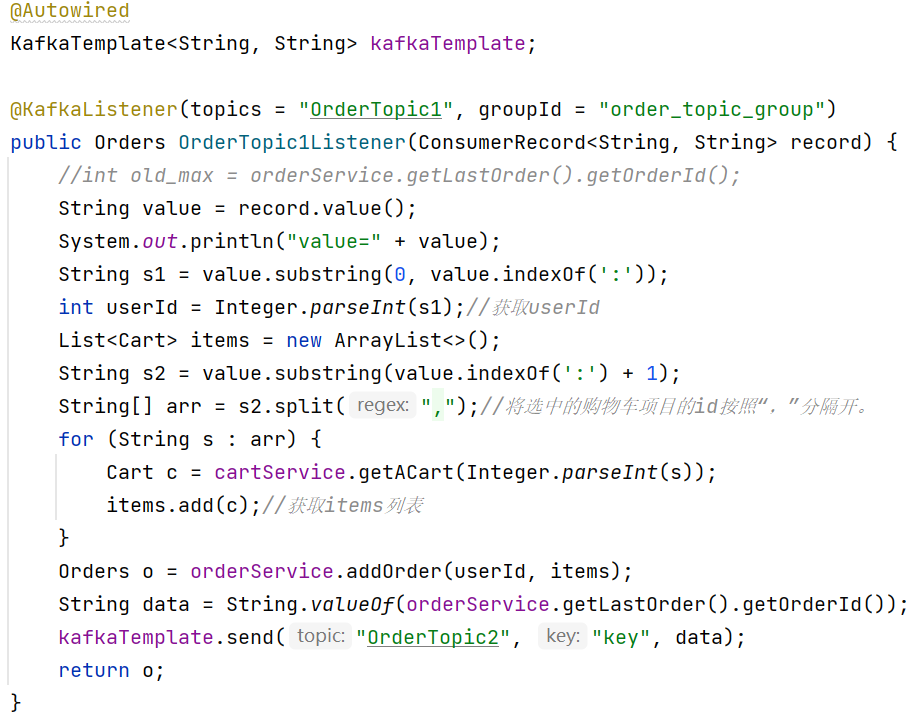 @Autowired
KafkaTemplate<String, String> kafkaTemplate;
@KafkaListener(topics = "OrderTopic1", groupId = "order_topic_group")
public Orders OrderTopic1Listener(ConsumerRecord<String, String> record) {
//int old_max = orderService.getLastOrder().getOrderId();
String value = record.value();
System.out.println("value=" + value);
String s1 = value.substring(0, value.indexOf(':'));
int userId = Integer.parseInt(s1);//获取userId
List<Cart> items = new ArrayList<>();
String s2 = value.substring(value.indexOf(':') + 1);
String[] arr = s2.split( regex: ",");//将选中的购物车项目的id按照“，”分隔开。
for (String s : arr) {
Cart c = cartService.getACart(Integer.parseInt(s));
items.add(c);//获取items列表
}
Orders o = orderService.addOrder(userId, items);
String data = String.valueOf(orderService.getLastOrder().getOrderId());
kafkaTemplate.send( topic: "OrderTopic2", key: "key", data);
return o;
}